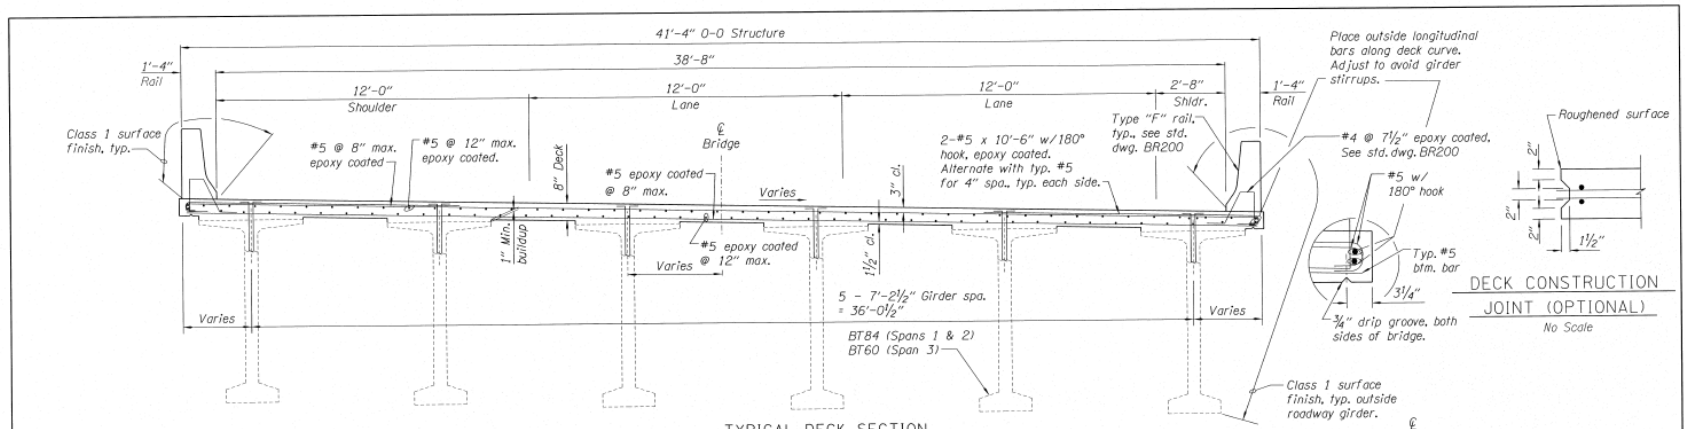 41'-4" O-O Structure
38'-8"
1'-4"
Rail
12'-0"
Shoulder
12'-0"
Lane
12'-0"
Lane
2'-8"
Shldr.
1'-4"
Rail
Place outside longitudinal
bars along deck curve.
Adjust to avoid girder
stirrups.
Class 1 surface
finish, typ.
#5 @ 8" max.
epoxy coated
#5 @ 12" max.
epoxy coated.
8" Deck
℄
Bridge
#5 epoxy coated
@ 8" max.
Varies
3" cl.
2-#5 x 10'-6" w/180°
hook, epoxy coated.
Alternate with typ. #5
for 4" spa., typ. each side.
Type "F" rail,
typ., see std.
dwg. BR200
#4 @ 7½" epoxy coated.
See std. dwg. BR200
#5 w/
180° hook
Typ. #5
btm. bar
3¼"
¾" drip groove, both
sides of bridge.
1" Min.
buildup
#5 epoxy coated
@ 12" max.
Varies
1½" cl.
5 - 7'-2½" Girder spa.
= 36'-0½"
Varies
Varies
BT84 (Spans 1 & 2)
BT60 (Span 3)
Class 1 surface
finish, typ. outside
roadway girder.
℄
Roughened surface
2"
2"
2"
1½"
DECK CONSTRUCTION
JOINT (OPTIONAL)
No Scale
TYPICAL DECK SECTION